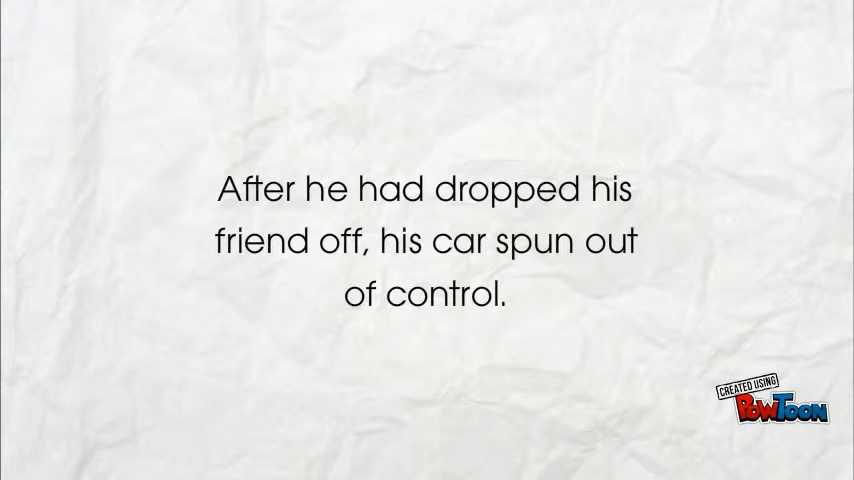 After he had dropped his
friend off, his car spun out
of control.
CREATED USING
POWTOON